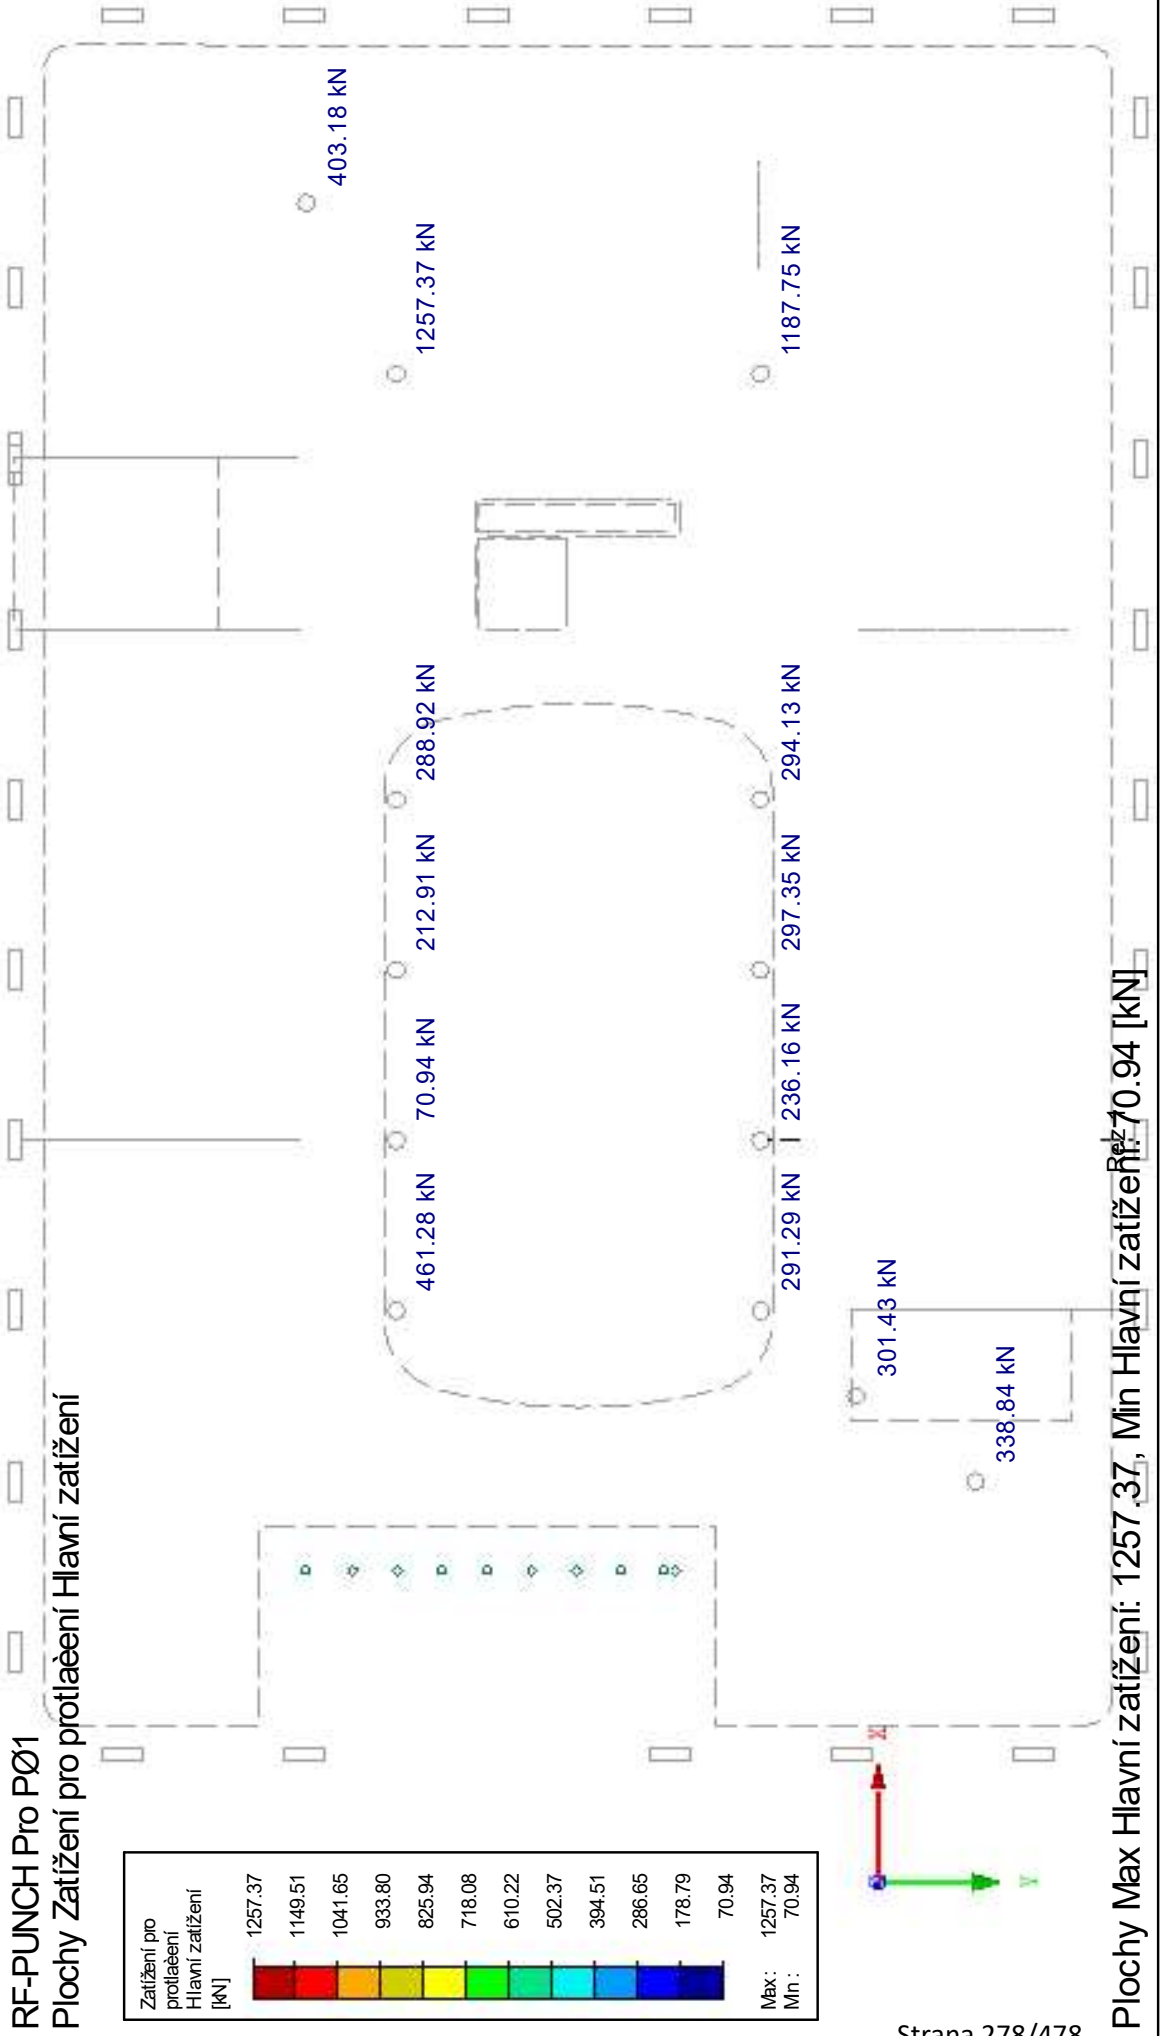 RF-PUNCH Pro PØ1
Plochy Zatížení pro protlaèení Hlavní zatížení
403.18 kN
1257.37 kN
1187.75 kN
288.92 kN
294.13 kN
212.91 kN
297.35 kN
70.94 kN
236.16 kN
461.28 kN
291.29 kN
301.43 kN
338.84 kN
Zatížení pro
protlaèení
Hlavní zatížení
[kN]
1257.37
1149.51
1041.65
933.80
825.94
718.08
610.22
502.37
394.51
286.65
178.79
70.94
Max : 1257.37
Min : 70.94
X
Y
Plochy Max Hlavní zatížení: 1257.37, Min Hlavní zatížení: 70.94 [kN]
Strana 278/478